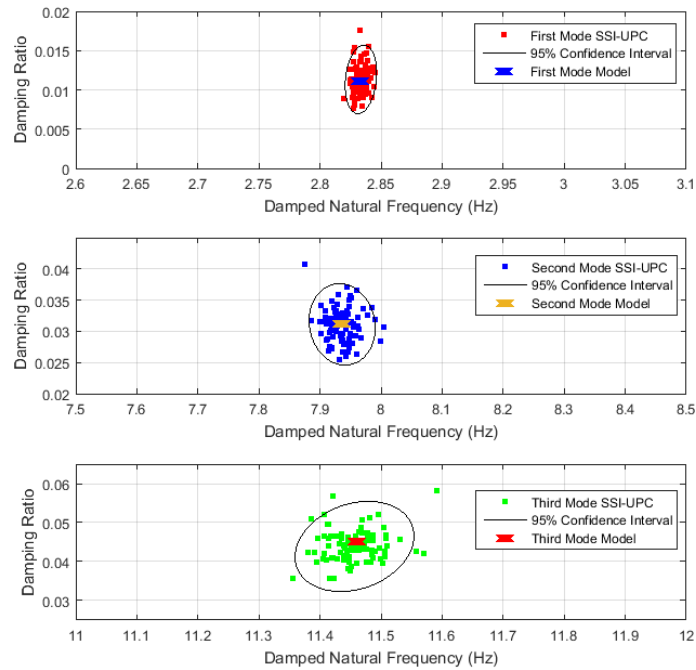 0.02
0.015
0.01
0.005
0
Damping Ratio
First Mode SSI-UPC
95% Confidence Interval
First Mode Model
2.6 2.65 2.7 2.75 2.8 2.85 2.9 2.95 3 3.05 3.1
Damped Natural Frequency (Hz)
0.04
0.035
0.03
0.025
0.02
Damping Ratio
Second Mode SSI-UPC
95% Confidence Interval
Second Mode Model
7.5 7.6 7.7 7.8 7.9 8 8.1 8.2 8.3 8.4 8.5
Damped Natural Frequency (Hz)
0.06
0.05
0.04
0.03
Damping Ratio
Third Mode SSI-UPC
95% Confidence Interval
Third Mode Model
11 11.1 11.2 11.3 11.4 11.5 11.6 11.7 11.8 11.9 12
Damped Natural Frequency (Hz)